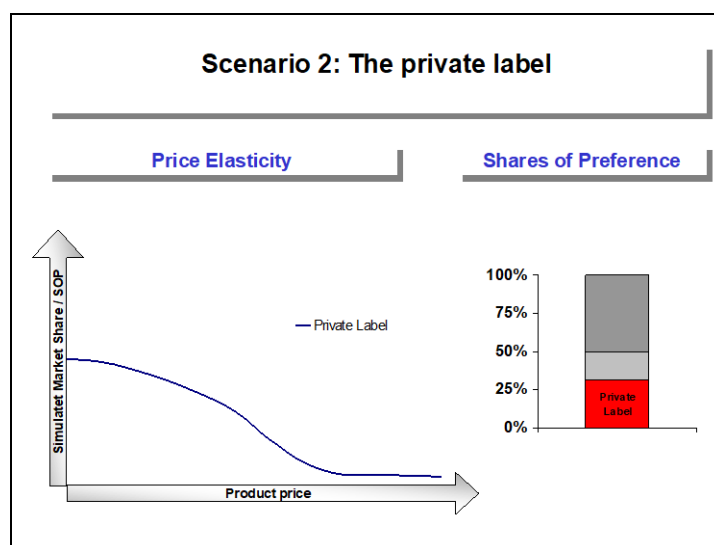 Scenario 2: The private label
Price Elasticity
Shares of Preference
Simulatet Market Share / SOP
Private Label
Product price
100%
75%
50%
25%
0%
Private
Label